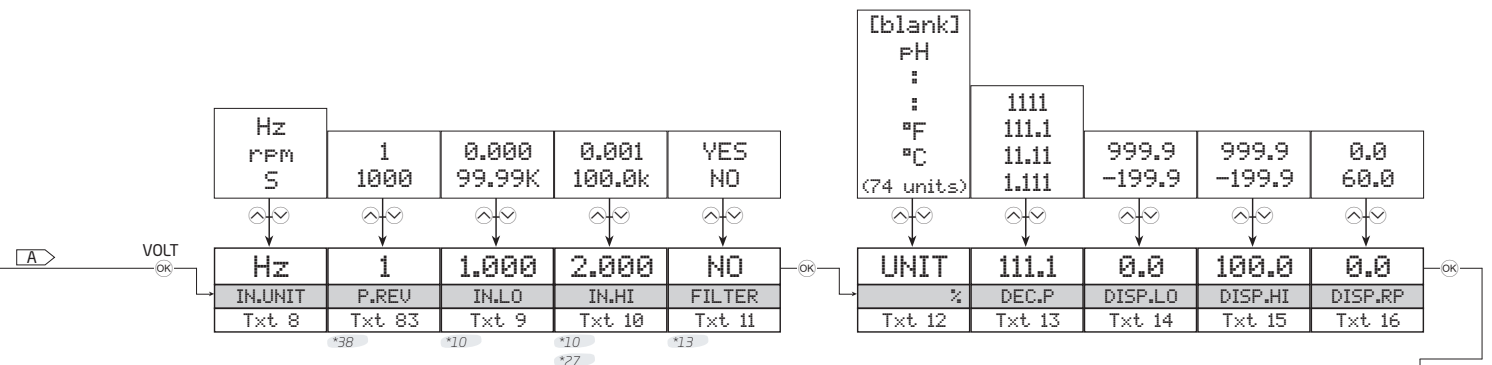 [blank]
pH
:
:
°F
°C
(74 units)
1111
111.1
11.11
1.111
Hz
rpm
S
1
1000
0.000
99.99K
0.001
100.0k
YES
NO
999.9
-199.9
999.9
-199.9
0.0
60.0
A
VOLT
OK
Hz
1
1.000
2.000
NO
OK
UNIT
111.1
0.0
100.0
0.0
OK
IN.UNIT
P.REV
IN.LO
IN.HI
FILTER
%
DEC.P
DISP.LO
DISP.HI
DISP.RP
Txt 8
Txt 83
Txt 9
Txt 10
Txt 11
Txt 12
Txt 13
Txt 14
Txt 15
Txt 16
*38
*10
*10
*13
*27